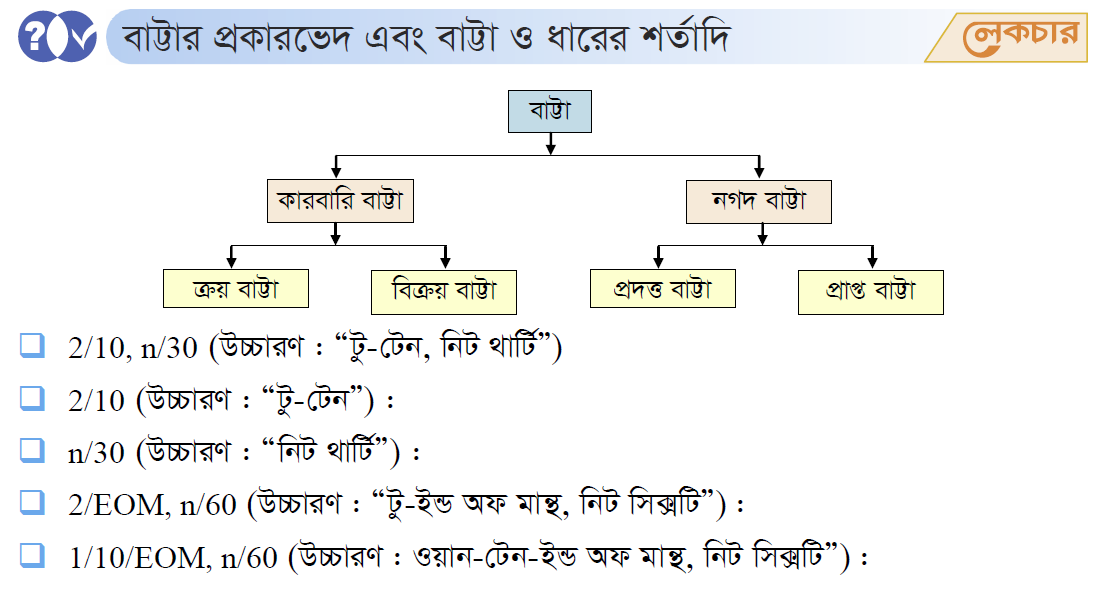 বাট্টার প্রকারভেদ এবং বাট্টা ও ধারের শর্তাদি
লেকচার
বাট্টা
কারবারি বাট্টা
নগদ বাট্টা
ক্রয় বাট্টা
বিক্রয় বাট্টা
প্রদত্ত বাট্টা
প্রাপ্ত বাট্টা
2/10, n/30 (উচ্চারণ : “টু-টেন, নিট থার্টি”)
2/10 (উচ্চারণ : “টু-টেন”) :
n/30 (উচ্চারণ : “নিট থার্টি”) :
2/EOM, n/60 (উচ্চারণ : “টু-ইন্ড অফ মান্থ, নিট সিক্সটি”) :
1/10/EOM, n/60 (উচ্চারণ : ওয়ান-টেন-ইন্ড অফ মান্থ, নিট সিক্সটি”) :